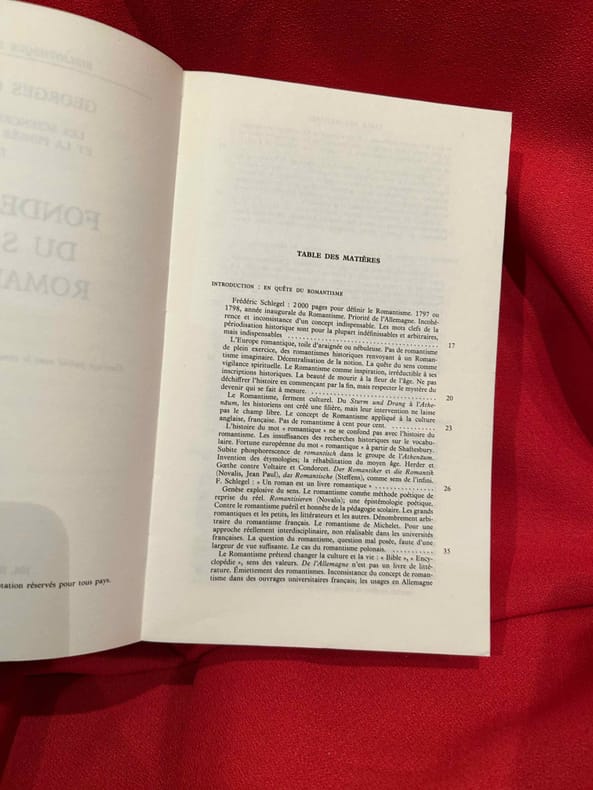 tation réservés pour tous pays.
TABLE DES MATIÈRES
INTRODUCTION : EN QUÊTE DU ROMANTISME
Frédéric Schlegel : 2 000 pages pour définir le Romantisme. 1797 ou
1798, année inaugurale du Romantisme. Priorité de l'Allemagne. Incohé-
rence et inconsistance d'un concept indispensable. Les mots clefs de la
périodisation historique sont pour la plupart indéfinissables et arbitraires,
mais indispensables .......... 17
L'Europe romantique, toile d'araignée ou nébuleuse. Pas de romantisme
de plein exercice, des romantismes historiques renvoyant à un Roman-
tisme imaginaire. Décentralisation de la notion. La quête du sens comme
vigilance spirituelle. Le Romantisme comme inspiration, irréductible à ses
inscriptions historiques. La beauté de mourir à la fleur de l'âge. Ne pas
déchiffrer l'histoire en commençant par la fin, mais respecter le mystère du
devenir qui se fait à mesure. .......... 20
Le Romantisme, ferment culturel. Du Sturm und Drang à l'Athe-
näum, les historiens ont créé une filière, mais leur intervention ne laisse
pas le champ libre. Le concept de Romantisme appliqué à la culture
anglaise, française. Pas de romantisme à cent pour cent. .......... 23
L'histoire du mot « romantique » ne se confond pas avec l'histoire du
romantisme. Les insuffisances des recherches historiques sur le vocabu-
laire. Fortune européenne du mot « romantique » à partir de Shaftesbury.
Subite phosphorescence de romantisch dans le groupe de l'Athenäum.
Invention des étymologies; la réhabilitation du moyen âge. Herder et
Gœthe contre Voltaire et Condorcet. Der Romantiker et die Romantik
(Novalis, Jean Paul), das Romantische (Steffens), comme sens de l'infini.
F. Schlegel : « Un roman est un livre romantique » .......... 26
Genèse explosive du sens. Le romantisme comme méthode poétique de
reprise du réel. Romantisieren (Novalis); une épistémologie poétique.
Contre le romantisme puéril et honnête de la pédagogie scolaire. Les grands
romantiques et les petits, les littérateurs et les autres. Dénombrement arbi-
traire du romantisme français. Le romantisme de Michelet. Pour une
approche réellement interdisciplinaire, non réalisable dans les universités
françaises. La question du romantisme, question mal posée, faute d'une
largeur de vue suffisante. Le cas du romantisme polonais. .......... 35
Le Romantisme prétend changer la culture et la vie : « Bible », « Ency-
clopédie », sens des valeurs. De l'Allemagne n'est pas un livre de litté-
rature. Émiettement des romantismes. Inconsistance du concept de roman-
tisme dans des ouvrages universitaires français; les usages en Allemagne